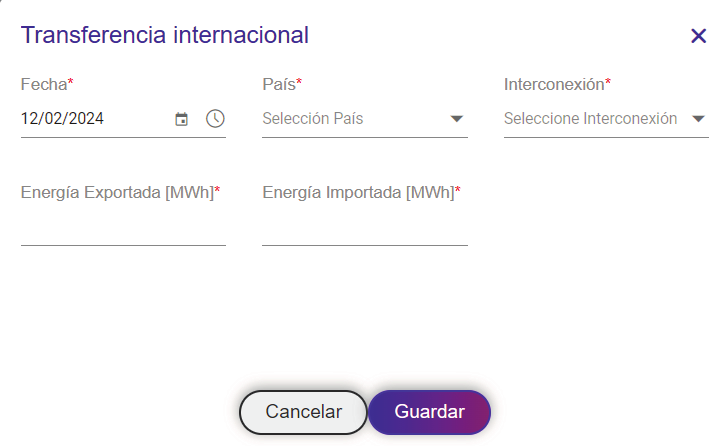 Transferencia internacional
Fecha*
País*
Interconexión*
12/02/2024
Selección País
Seleccione Interconexión
Energía Exportada [MWh]*
Energía Importada [MWh]*
Cancelar
Guardar